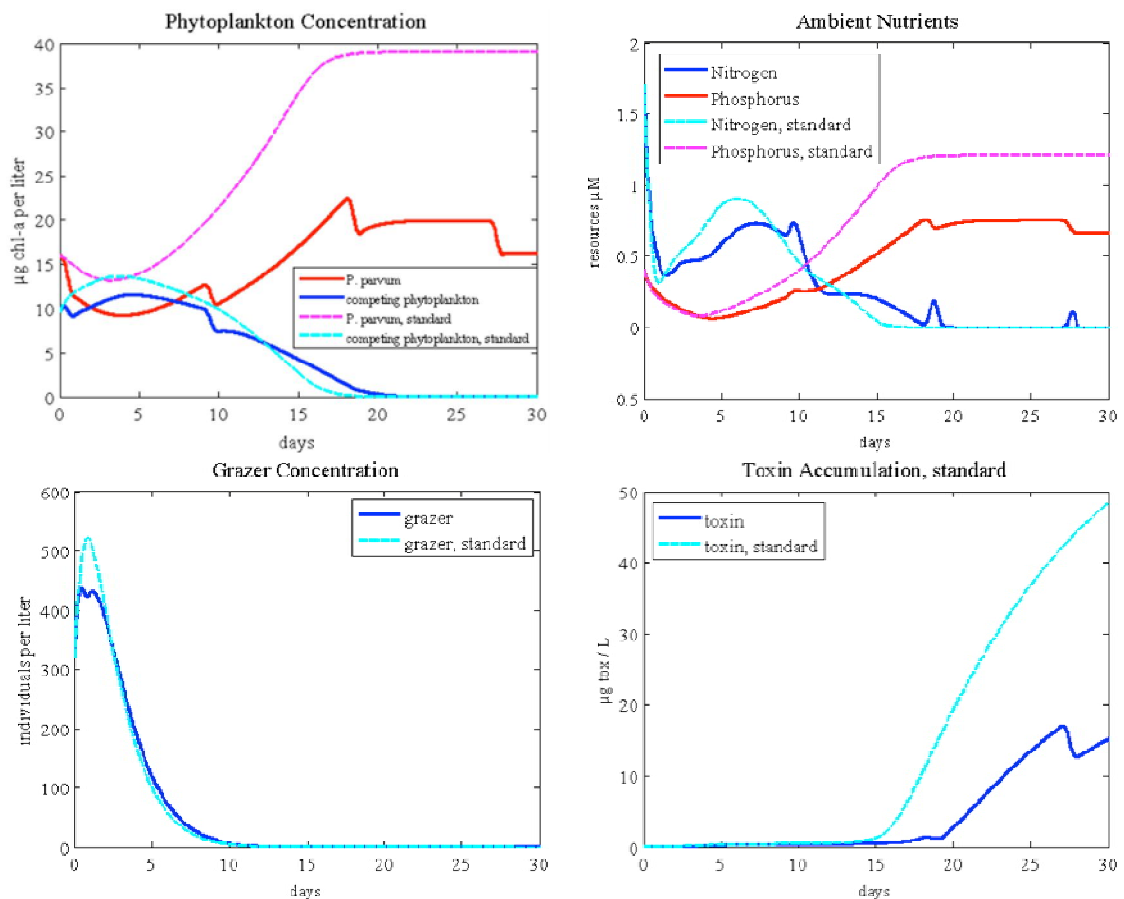 Phytoplankton Concentration
40
35
30
25
20
15
10
5
0
µg chl-a per liter
P. parvum
competing phytoplankton
P. parvum, standard
competing phytoplankton, standard
0 5 10 15 20 25 30
days
Ambient Nutrients
2
1.5
1
0.5
0
0.5
resources µM
Nitrogen
Phosphorus
Nitrogen, standard
Phosphorus, standard
0 5 10 15 20 25 30
days
Grazer Concentration
600
500
400
300
200
100
0
individuals per liter
grazer
grazer, standard
0 5 10 15 20 25 30
days
Toxin Accumulation, standard
50
40
30
20
10
0
µg tox / L
toxin
toxin, standard
0 5 10 15 20 25 30
days